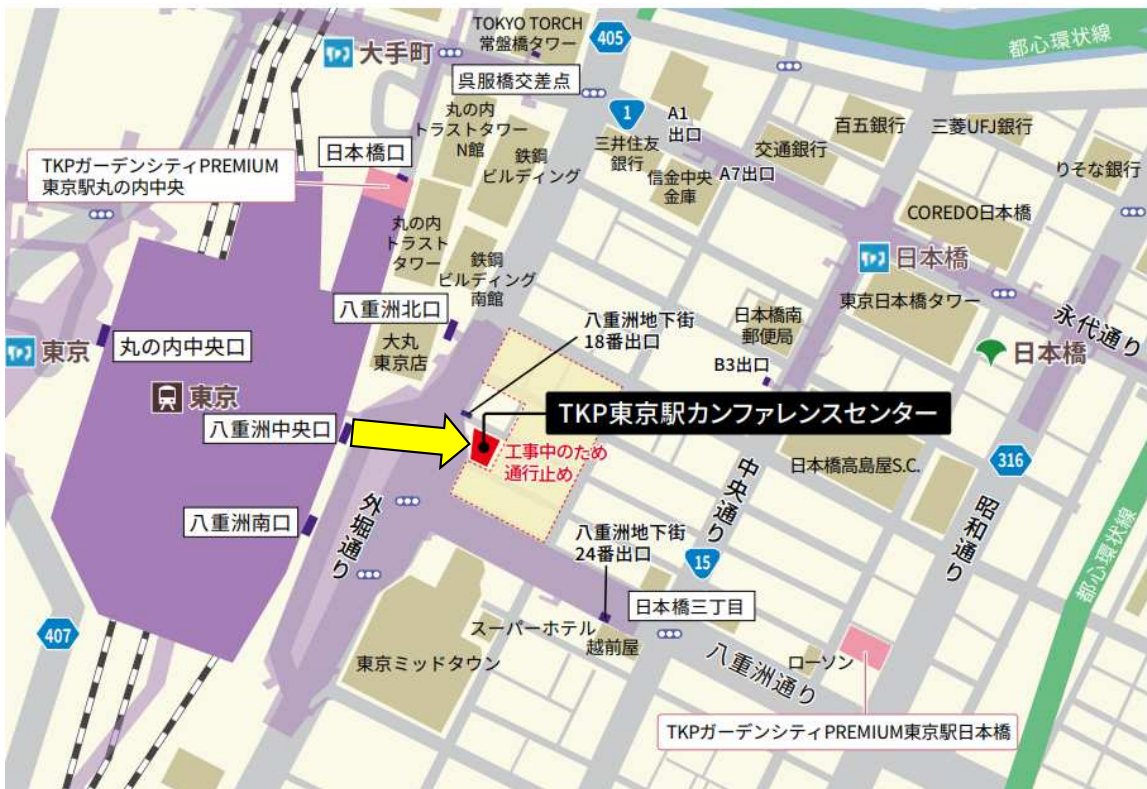 TOKYO TORCH
常盤橋タワー
405
都心環状線
大手町
呉服橋交差点
1
A1
出口
丸の内
トラストタワー
N館
鉄鋼
ビルディング
三井住友
銀行
信金中央
金庫
A7出口
交通銀行
百五銀行
三菱UFJ銀行
りそな銀行
日本橋口
TKPガーデンシティPREMIUM
東京駅丸の内中央
COREDO日本橋
丸の内
トラスト
タワー
鉄鋼
ビルディング
南館
日本橋
東京日本橋タワー
永代通り
八重洲北口
八重洲地下街
18番出口
日本橋南
郵便局
B3出口
日本橋
東京
丸の内中央口
大丸
東京店
東京
八重洲中央口
TKP東京駅カンファレンスセンター
工事中のため
通行止め
中央通り
日本橋高島屋S.C.
316
昭和通り
八重洲南口
外堀通り
八重洲地下街
24番出口
15
都心環状線
407
日本橋三丁目
スーパーホテル
越前屋
東京ミッドタウン
八重洲通り
ローソン
TKPガーデンシティPREMIUM東京駅日本橋